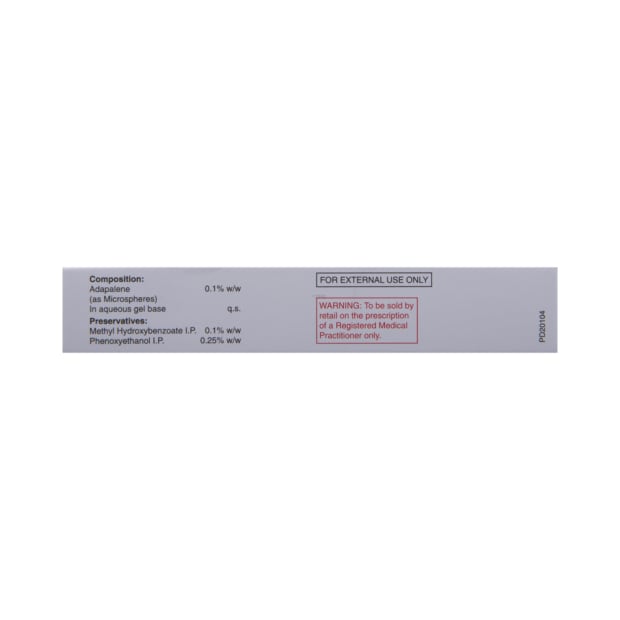 Composition:
Adapalene 0.1% w/w
(as Microspheres)
In aqueous gel base q.s.
Preservatives:
Methyl Hydroxybenzoate I.P. 0.1% w/w
Phenoxyethanol I.P. 0.25% w/w
FOR EXTERNAL USE ONLY
WARNING: To be sold by
retail on the prescription
of a Registered Medical
Practitioner only.
PD20104